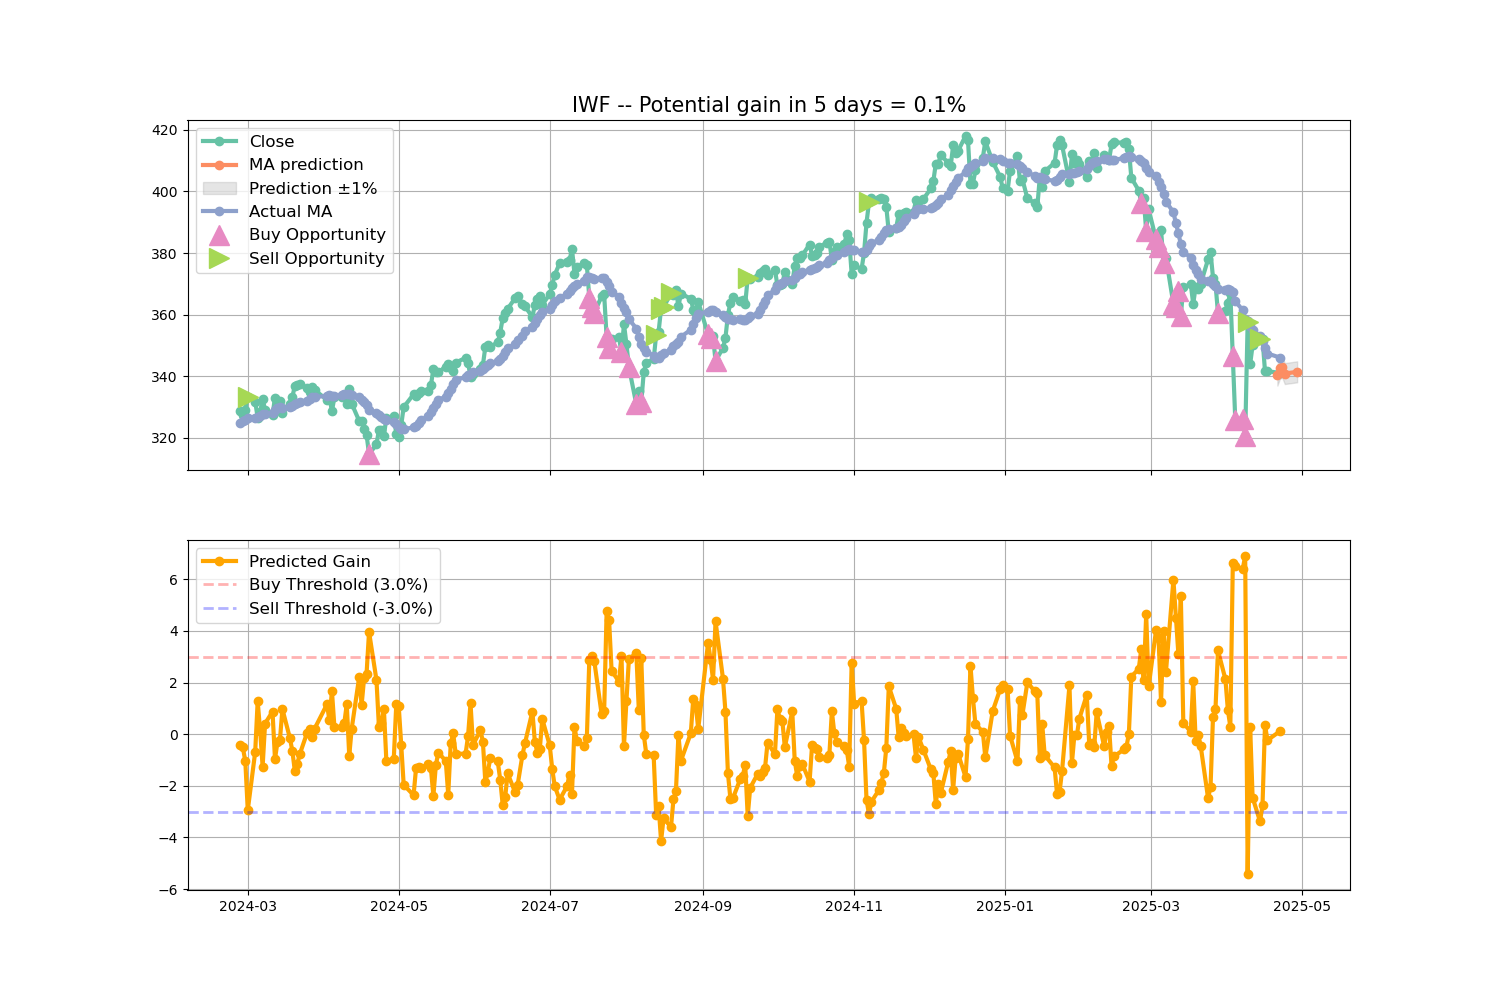 IWF -- Potential gain in 5 days = 0.1%
420
400
380
360
340
320
Close
MA prediction
Prediction ±1%
Actual MA
Buy Opportunity
Sell Opportunity
6
4
2
0
−2
−4
−6
Predicted Gain
Buy Threshold (3.0%)
Sell Threshold (-3.0%)
2024-03 2024-05 2024-07 2024-09 2024-11 2025-01 2025-03 2025-05